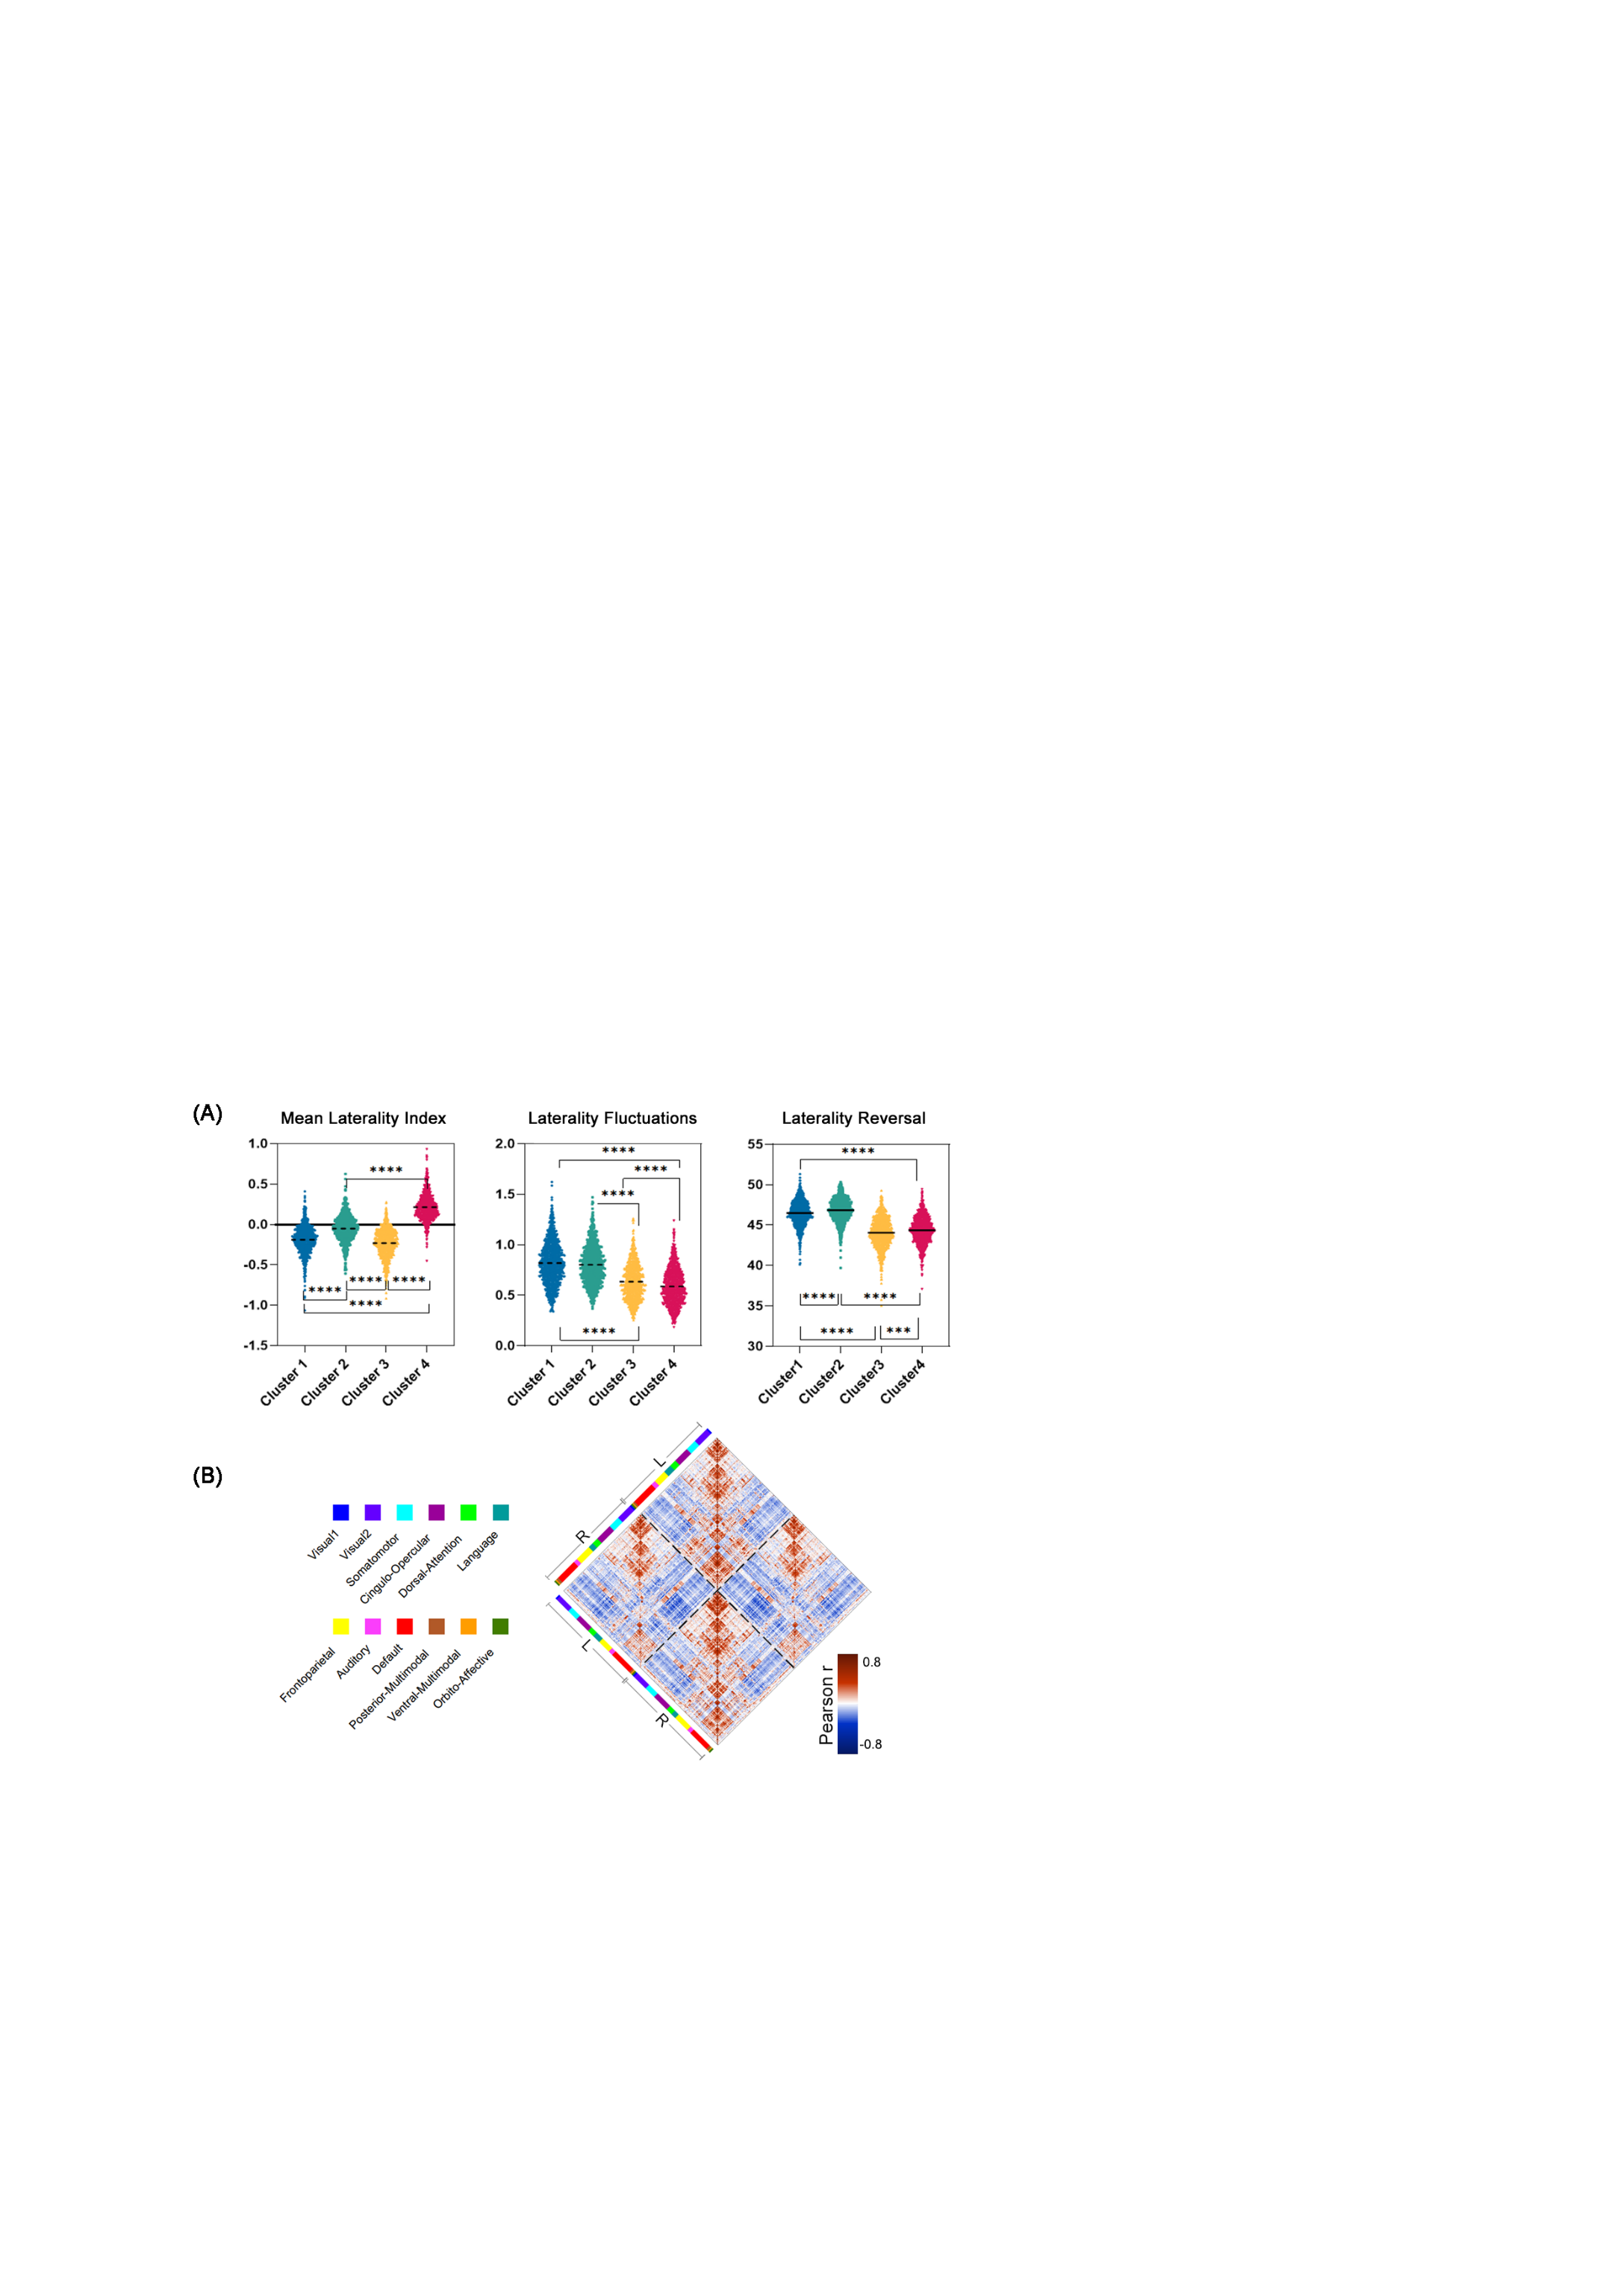 (A)
Mean Laterality Index
Laterality Fluctuations
Laterality Reversal
1.0
0.5
0.0
-0.5
-1.0
-1.5
****
****
****
****
****
Cluster 1
Cluster 2
Cluster 3
Cluster 4
2.0
1.5
1.0
0.5
0.0
****
****
****
****
Cluster 1
Cluster 2
Cluster 3
Cluster 4
55
50
45
40
35
30
****
****
****
****
***
Cluster1
Cluster2
Cluster3
Cluster4
(B)
Visual1
Visual2
Somatomotor
Cingulo-Opercular
Dorsal-Attention
Language
Frontoparietal
Auditory
Default
Posterior-Multimodal
Ventral-Multimodal
Orbito-Affective
L
R
L
R
Pearson r
0.8
-0.8